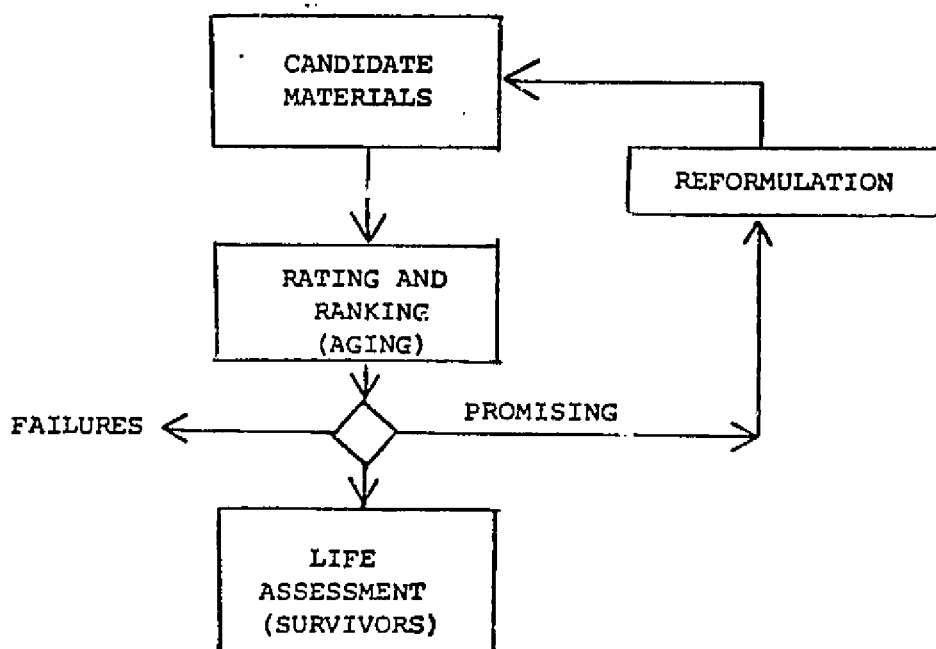 CANDIDATE
MATERIALS
REFORMULATION
RATING AND
RANKING
(AGING)
FAILURES
PROMISING
LIFE
ASSESSMENT
(SURVIVORS)